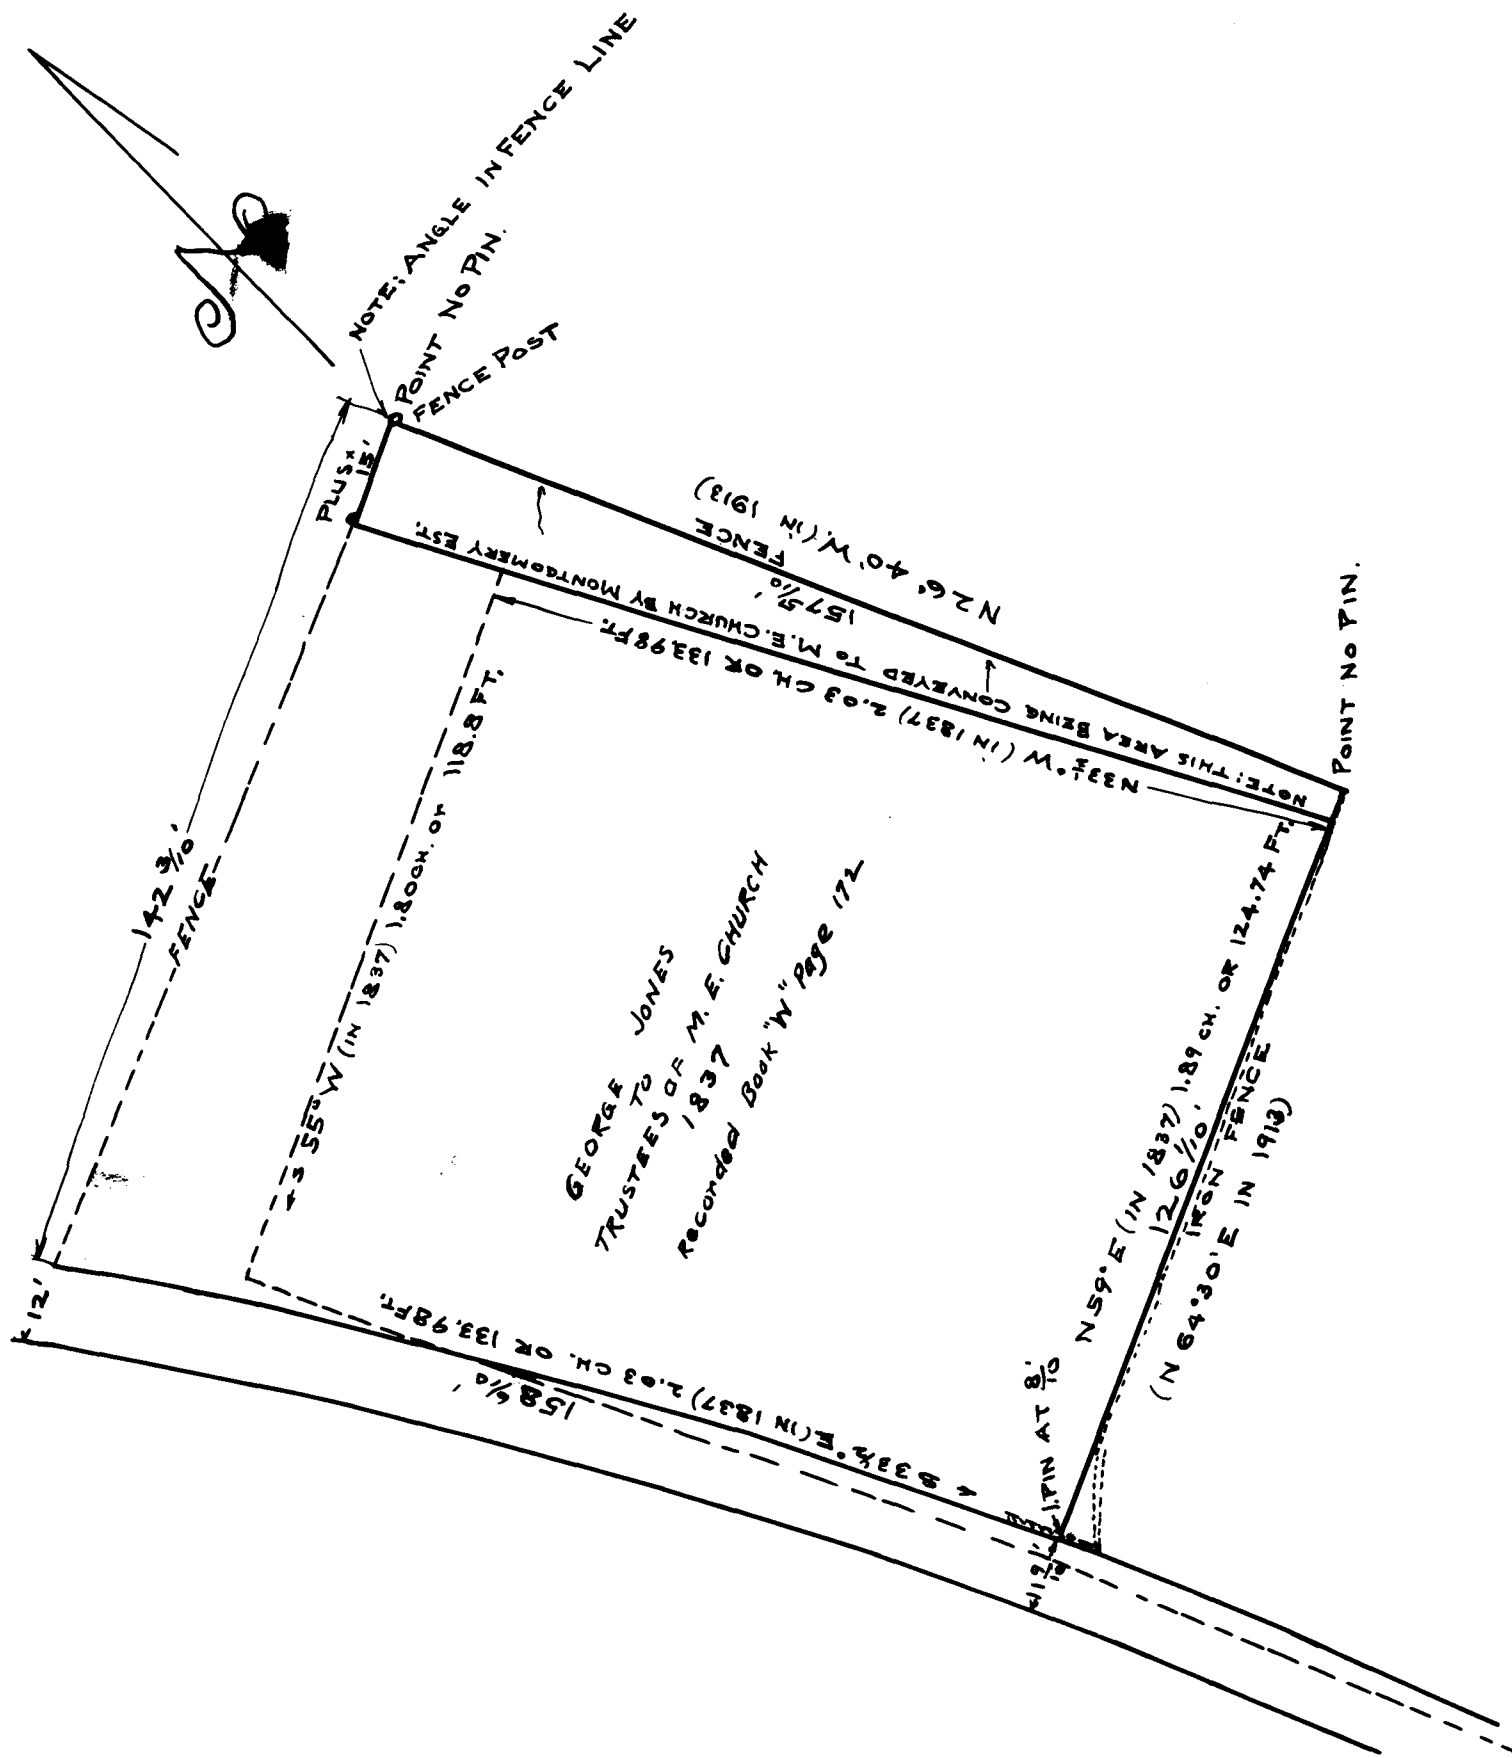 NOTE: ANGLE IN FENCE LINE
POINT NO PIN.
FENCE POST
PLUS x
15'
142 3/10'
FENCE
N 26° 40' W. (IN 1913)
FENCE
157 5/10'
NOTE: THIS AREA BEING CONVEYED TO M.E. CHURCH BY MONTGOMERY EST.
N 33 1/2° W (IN 1837) 2.03 CH. OR 133.98 FT.
POINT NO PIN.
S 55° W (IN 1837) 1.80 CH. or 118.8 FT.
GEORGE JONES
TO
TRUSTEES OF M. E. CHURCH
1837
Recorded Book "W" Page 172
N 59° E (IN 1837) 1.89 CH. OR 124.74 FT.
126 1/10'
IRON FENCE
(N 64° 30' E IN 1913)
12'
S 33 1/2° E (IN 1837) 2.03 CH. OR 133.98 FT.
I. PIN AT 8/10'